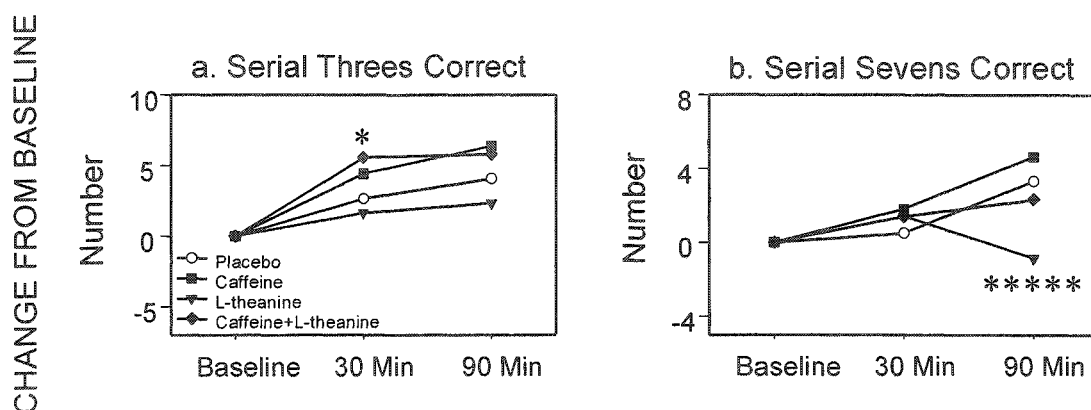 CHANGE FROM BASELINE
a. Serial Threes Correct
Number
10
5
0
-5
*
Placebo
Caffeine
L-theanine
Caffeine+L-theanine
Baseline 30 Min 90 Min
b. Serial Sevens Correct
Number
8
4
0
-4
*****
Baseline 30 Min 90 Min